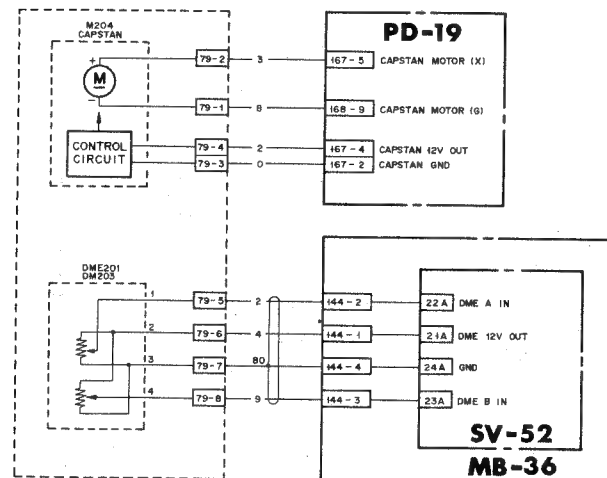 M204
CAPSTAN
PD-19
+
M
-
79-2 3 167-5 CAPSTAN MOTOR (X)
79-1 8 168-9 CAPSTAN MOTOR (G)
CONTROL
CIRCUIT
79-4 2 167-4 CAPSTAN 12V OUT
79-3 0 167-2 CAPSTAN GND
DME201
DM203
1 79-5 2 144-2 22A DME A IN
2 79-6 4 144-1 21A DME 12V OUT
3 79-7 80 144-4 24A GND
4 79-8 9 144-3 23A DME B IN
SV-52
MB-36